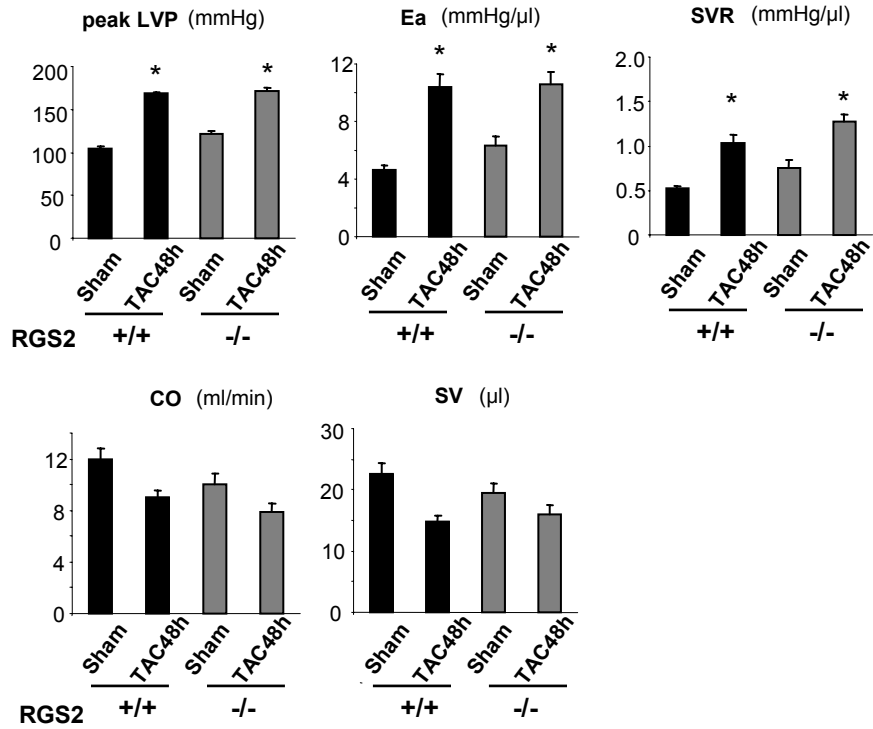 peak LVP (mmHg)
200
150
100
50
0
*
*
Sham
TAC48h
Sham
TAC48h
RGS2 +/+ -/-
Ea (mmHg/µl)
12
8
4
0
*
*
Sham
TAC48h
Sham
TAC48h
+/+ -/-
SVR (mmHg/µl)
2.0
1.5
1.0
0.5
0
*
*
Sham
TAC48h
Sham
TAC48h
+/+ -/-
CO (ml/min)
12
8
4
0
Sham
TAC48h
Sham
TAC48h
RGS2 +/+ -/-
SV (µl)
30
20
10
0
Sham
TAC48h
Sham
TAC48h
+/+ -/-